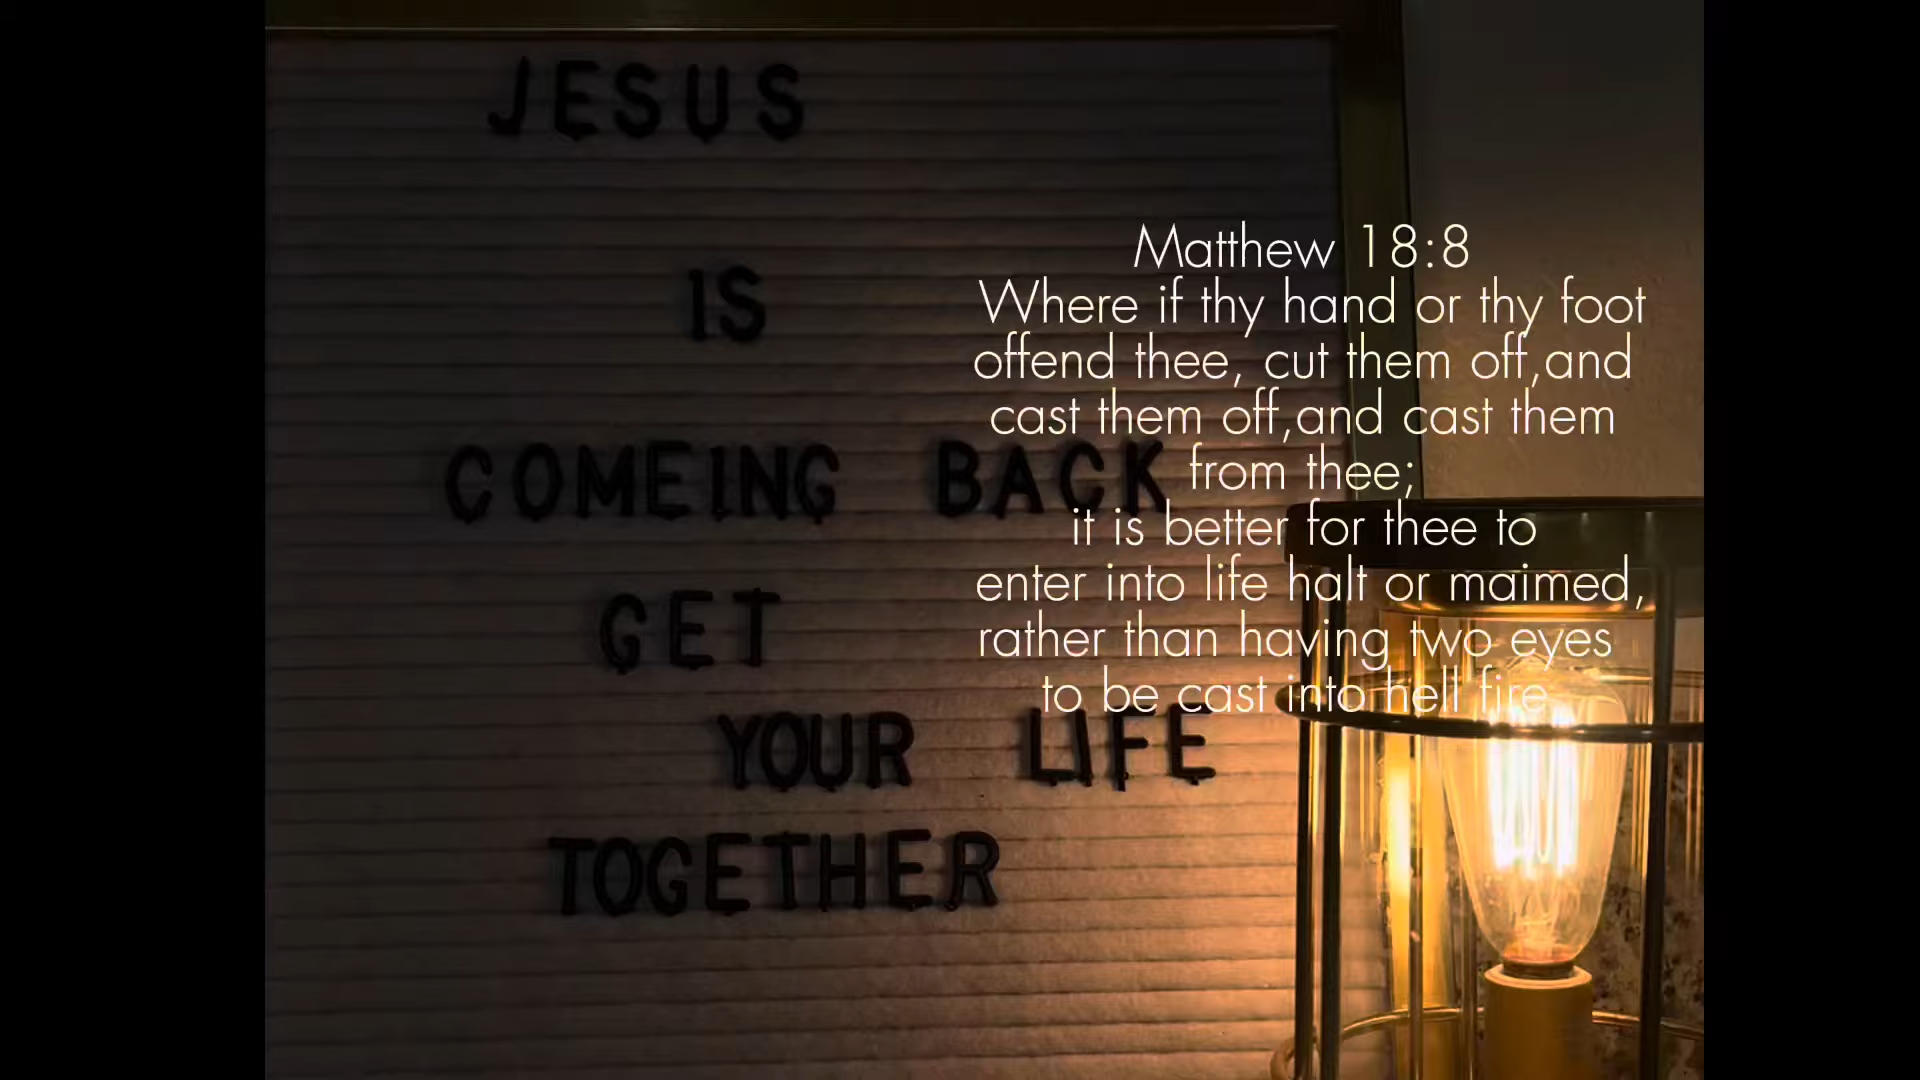 JESUS
IS
COMEING BACK
GET
YOUR LIFE
TOGETHER
Matthew 18:8
Where if thy hand or thy foot
offend thee, cut them off,and
cast them off,and cast them
from thee;
it is better for thee to
enter into life halt or maimed,
rather than having two eyes
to be cast into hell fire